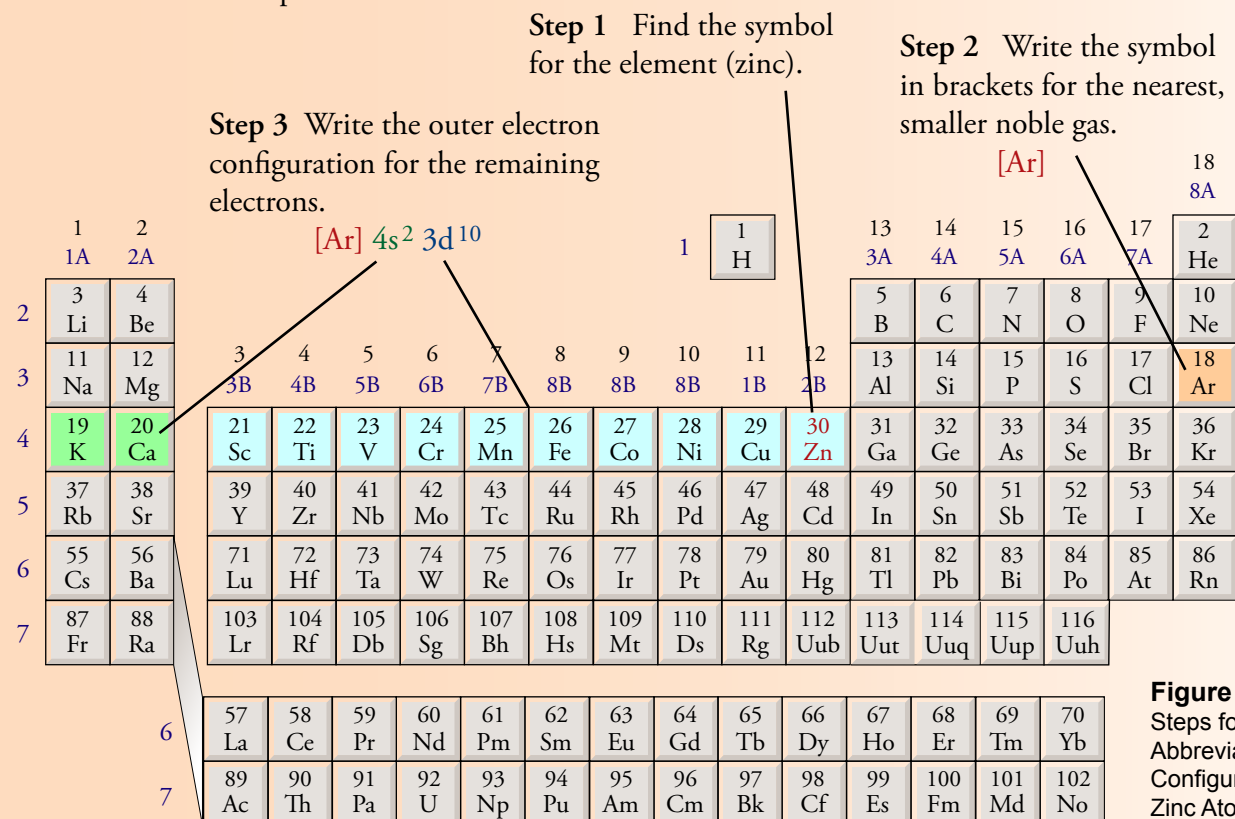 Step 1 Find the symbol
for the element (zinc).
Step 2 Write the symbol
in brackets for the nearest,
smaller noble gas.
[Ar]
Step 3 Write the outer electron
configuration for the remaining
electrons.
[Ar] 4s² 3d¹⁰
18
8A
1 2 13 14 15 16 17
1A 2A 3A 4A 5A 6A 7A
1 1 2
H He
2 3 4 5 6 7 8 9 10
Li Be B C N O F Ne
3 4 5 6 7 8 9 10 11 12
3B 4B 5B 6B 7B 8B 8B 8B 1B 2B
3 11 12 13 14 15 16 17 18
Na Mg Al Si P S Cl Ar
4 19 20 21 22 23 24 25 26 27 28 29 30 31 32 33 34 35 36
K Ca Sc Ti V Cr Mn Fe Co Ni Cu Zn Ga Ge As Se Br Kr
5 37 38 39 40 41 42 43 44 45 46 47 48 49 50 51 52 53 54
Rb Sr Y Zr Nb Mo Tc Ru Rh Pd Ag Cd In Sn Sb Te I Xe
6 55 56 71 72 73 74 75 76 77 78 79 80 81 82 83 84 85 86
Cs Ba Lu Hf Ta W Re Os Ir Pt Au Hg Tl Pb Bi Po At Rn
7 87 88 103 104 105 106 107 108 109 110 111 112 113 114 115 116
Fr Ra Lr Rf Db Sg Bh Hs Mt Ds Rg Uub Uut Uuq Uup Uuh
6 57 58 59 60 61 62 63 64 65 66 67 68 69 70
La Ce Pr Nd Pm Sm Eu Gd Tb Dy Ho Er Tm Yb
7 89 90 91 92 93 94 95 96 97 98 99 100 101 102
Ac Th Pa U Np Pu Am Cm Bk Cf Es Fm Md No
Figure
Steps fo
Abbrevia
Configur
Zinc Ato